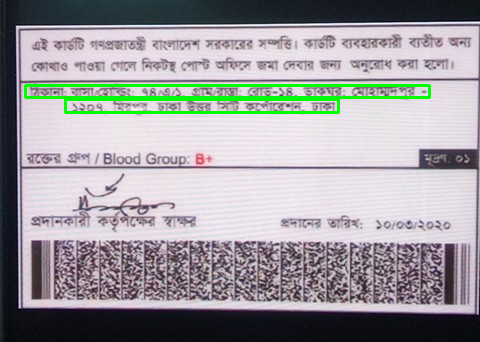 এই কার্ডটি গণপ্রজাতন্ত্রী বাংলাদেশ সরকারের সম্পত্তি। কার্ডটি ব্যবহারকারী ব্যতীত অন্য
কোথাও পাওয়া গেলে নিকটস্থ পোস্ট অফিসে জমা দেবার জন্য অনুরোধ করা হলো।
ঠিকানা: বাসা/হোল্ডিং: ৭৪/এ/১, গ্রাম/রাস্তা: রোড-১৪, ডাকঘর: মোহাম্মদপুর -
১২০৭, মিরপুর, ঢাকা উত্তর সিটি কর্পোরেশন, ঢাকা
রক্তের গ্রুপ / Blood Group: B+ মূদ্রণ: ০১
প্রদানকারী কর্তৃপক্ষের স্বাক্ষর প্রদানের তারিখ: ১০/০৩/২০২০